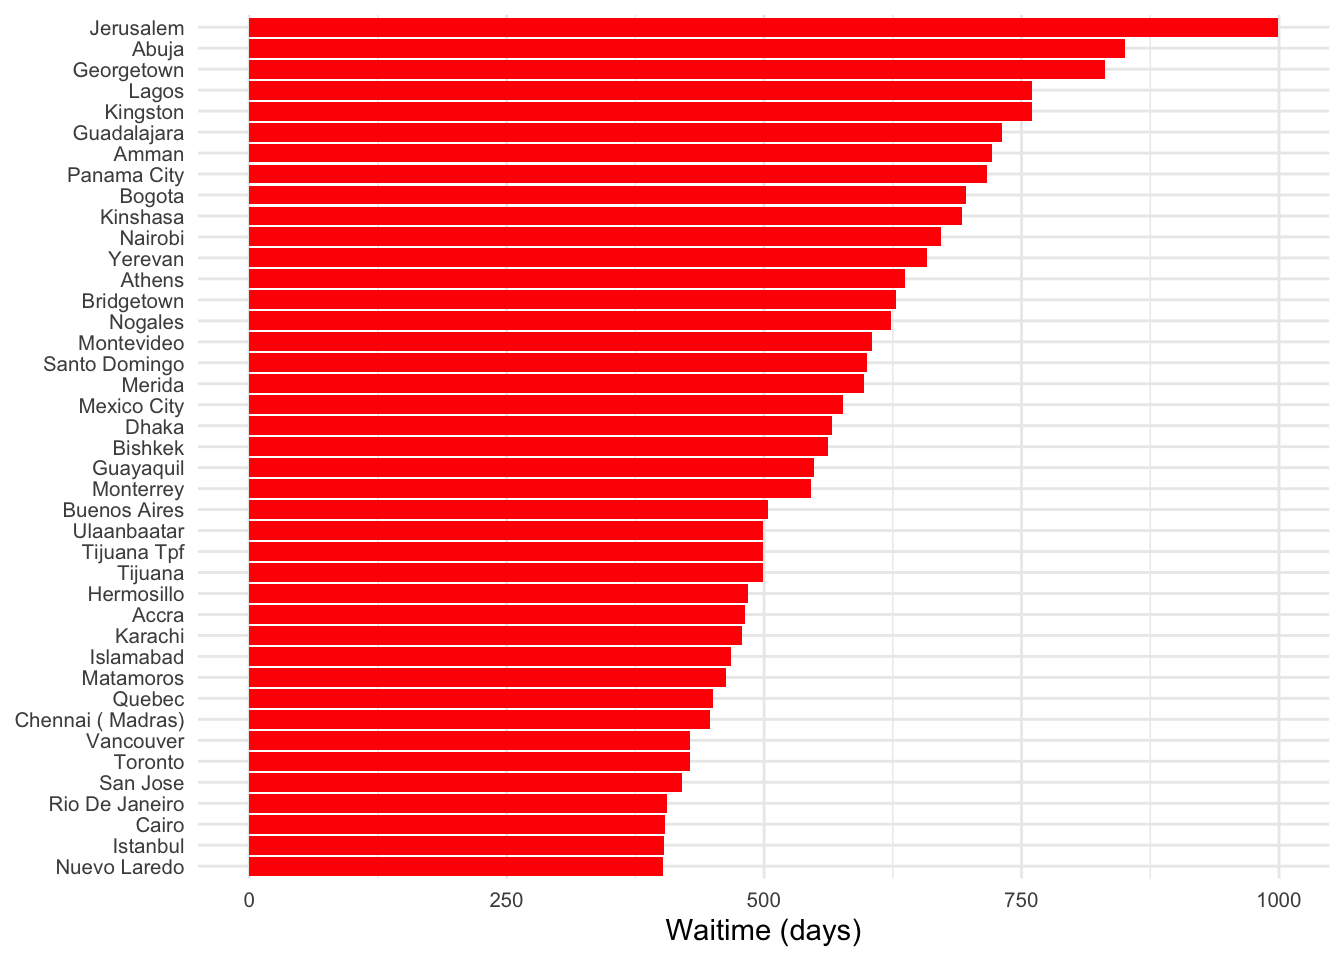 Jerusalem
Abuja
Georgetown
Lagos
Kingston
Guadalajara
Amman
Panama City
Bogota
Kinshasa
Nairobi
Yerevan
Athens
Bridgetown
Nogales
Montevideo
Santo Domingo
Merida
Mexico City
Dhaka
Bishkek
Guayaquil
Monterrey
Buenos Aires
Ulaanbaatar
Tijuana Tpf
Tijuana
Hermosillo
Accra
Karachi
Islamabad
Matamoros
Quebec
Chennai ( Madras)
Vancouver
Toronto
San Jose
Rio De Janeiro
Cairo
Istanbul
Nuevo Laredo
0 250 500 750 1000
Waitime (days)